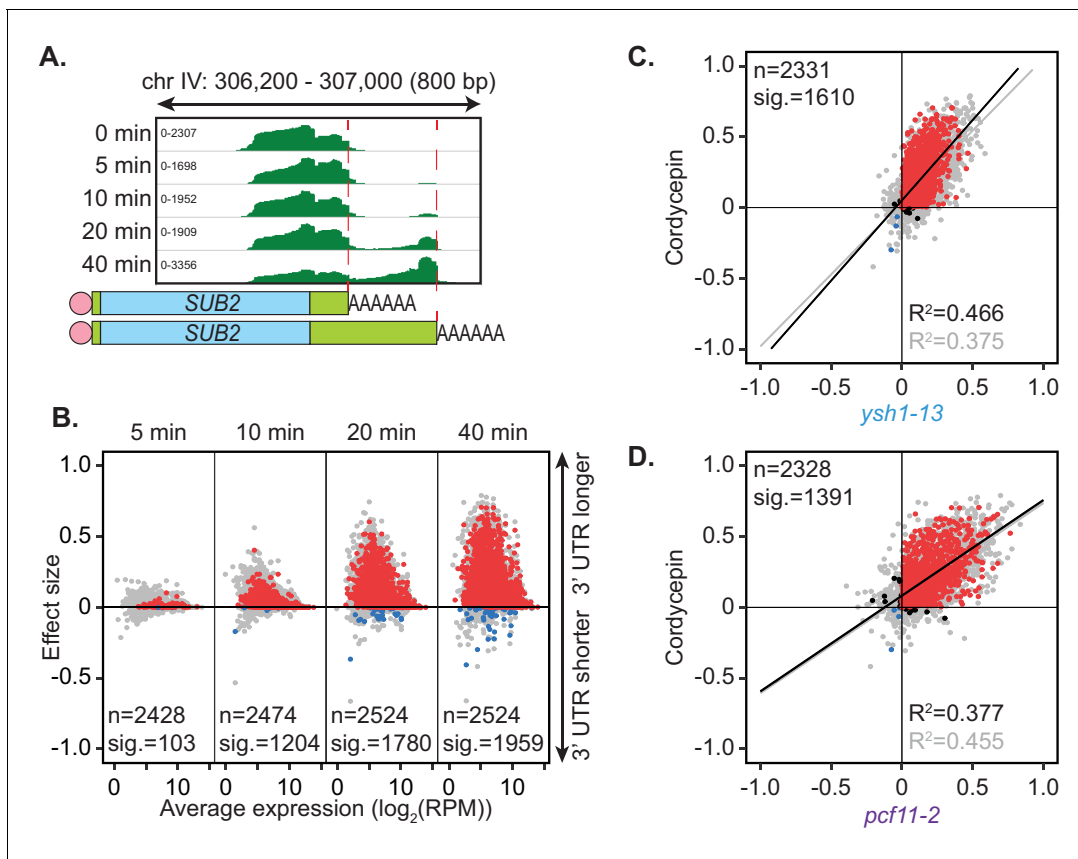 A.
chr IV: 306,200 - 307,000 (800 bp)
0 min 0-2307
5 min 0-1698
10 min 0-1952
20 min 0-1909
40 min 0-3356
SUB2 AAAAAA
SUB2 AAAAAA
B.
5 min 10 min 20 min 40 min
1.0
0.5
0
-0.5
-1.0
Effect size
n=2428 n=2474 n=2524 n=2524
sig.=103 sig.=1204 sig.=1780 sig.=1959
0 10 0 10 0 10 0 10
Average expression (log2(RPM))
3' UTR shorter 3' UTR longer
C.
n=2331
sig.=1610
1.0
0.5
0
-0.5
-1.0
Cordycepin
R2=0.466
R2=0.375
-1.0 -0.5 0 0.5 1.0
ysh1-13
D.
n=2328
sig.=1391
1.0
0.5
0
-0.5
-1.0
Cordycepin
R2=0.377
R2=0.455
-1.0 -0.5 0 0.5 1.0
pcf11-2